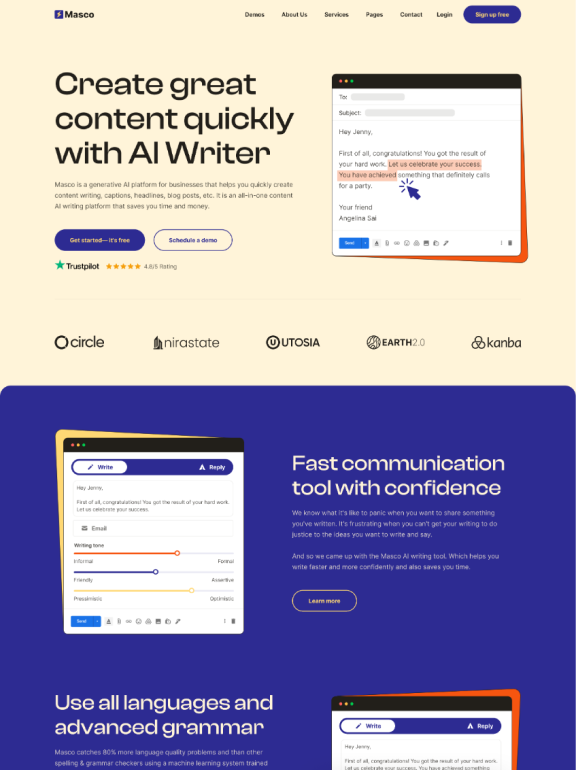 Masco
Demos About Us Services Pages Contact Login Sign up free
Create great
content quickly
with AI Writer
Masco is a generative AI platform for businesses that helps you quickly create
content writing, captions, headlines, blog posts, etc. It is an all-in-one content
AI writing platform that saves you time and money.
Get started—it's free
Schedule a demo
Trustpilot 4.8/5 Rating
To:
Subject:
Hey Jenny,
First of all, congratulations! You got the result of
your hard work. Let us celebrate your success.
You have achieved something that definitely calls
for a party.
Your friend
Angelina Sai
Send
circle nirastate UTOSIA EARTH2.0 kanba
Write Reply
Hey Jenny,
First of all, congratulations! You got the result of your hard work.
Let us celebrate your success.
Email
Writing tone
Informal Formal
Friendly Assertive
Pressimistic Optimistic
Send
Fast communication
tool with confidence
We know what it's like to panic when you want to share something
you've written. It's frustrating when you can't get your writing to do
justice to the ideas you want to write and say.
And so we came up with the Masco AI writing tool. Which helps you
write faster and more confidently and also saves you time.
Learn more
Use all languages and
advanced grammar
Masco catches 80% more language quality problems and than other
spelling & grammar checkers using a machine learning system trained
Write Reply
Hey Jenny,
First of all, congratulations! You got the result of your hard work.
Let us celebrate your success. You have achieved something